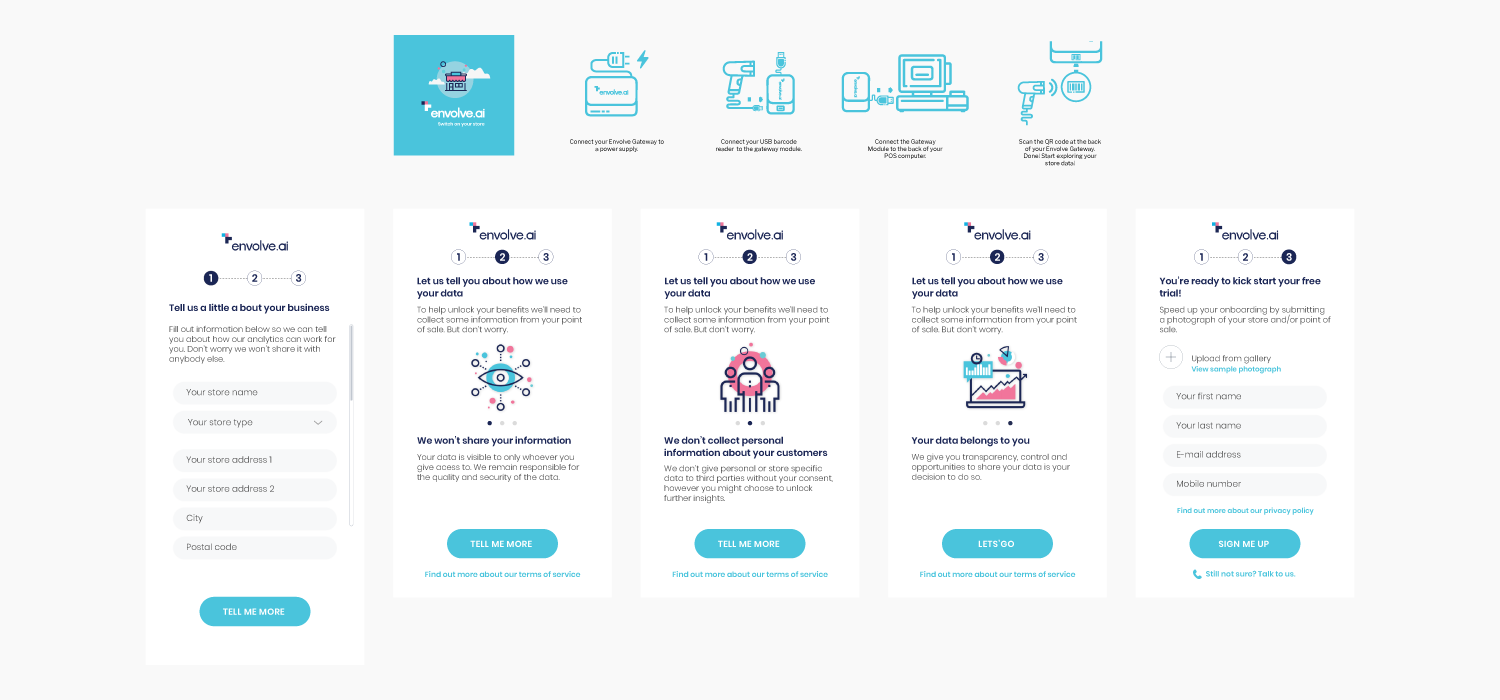 envolve.ai
Switch on your store
envolve.ai
Connect your Envolve Gateway to
a power supply.
Connect your USB barcode
reader to the gateway module.
Connect the Gateway
Module to the back of your
POS computer.
Scan the QR code at the back
of your Envolve Gateway.
Done! Start exploring your
store data!
envolve.ai
1 2 3
Tell us a little a bout your business
Fill out information below so we can tell
you about how our analytics can work for
you. Don't worry we won't share it with
anybody else.
Your store name
Your store type
Your store address 1
Your store address 2
City
Postal code
TELL ME MORE
envolve.ai
1 2 3
Let us tell you about how we use
your data
To help unlock your benefits we'll need to
collect some information from your point
of sale. But don't worry.
We won't share your information
Your data is visible to only whoever you
give acess to. We remain responsible for
the quality and security of the data.
TELL ME MORE
Find out more about our terms of service
envolve.ai
1 2 3
Let us tell you about how we use
your data
To help unlock your benefits we'll need to
collect some information from your point
of sale. But don't worry.
We don't collect personal
information about your customers
We don't give personal or store specific
data to third parties without your consent,
however you might choose to unlock
further insights.
TELL ME MORE
Find out more about our terms of service
envolve.ai
1 2 3
Let us tell you about how we use
your data
To help unlock your benefits we'll need to
collect some information from your point
of sale. But don't worry.
Your data belongs to you
We give you transparency, control and
opportunities to share your data is your
decision to do so.
LETS'GO
Find out more about our terms of service
envolve.ai
1 2 3
You're ready to kick start your free
trial!
Speed up your onboarding by submitting
a photograph of your store and/or point of
sale.
Upload from gallery
View sample photograph
Your first name
Your last name
E-mail address
Mobile number
Find out more about our privacy policy
SIGN ME UP
Still not sure? Talk to us.